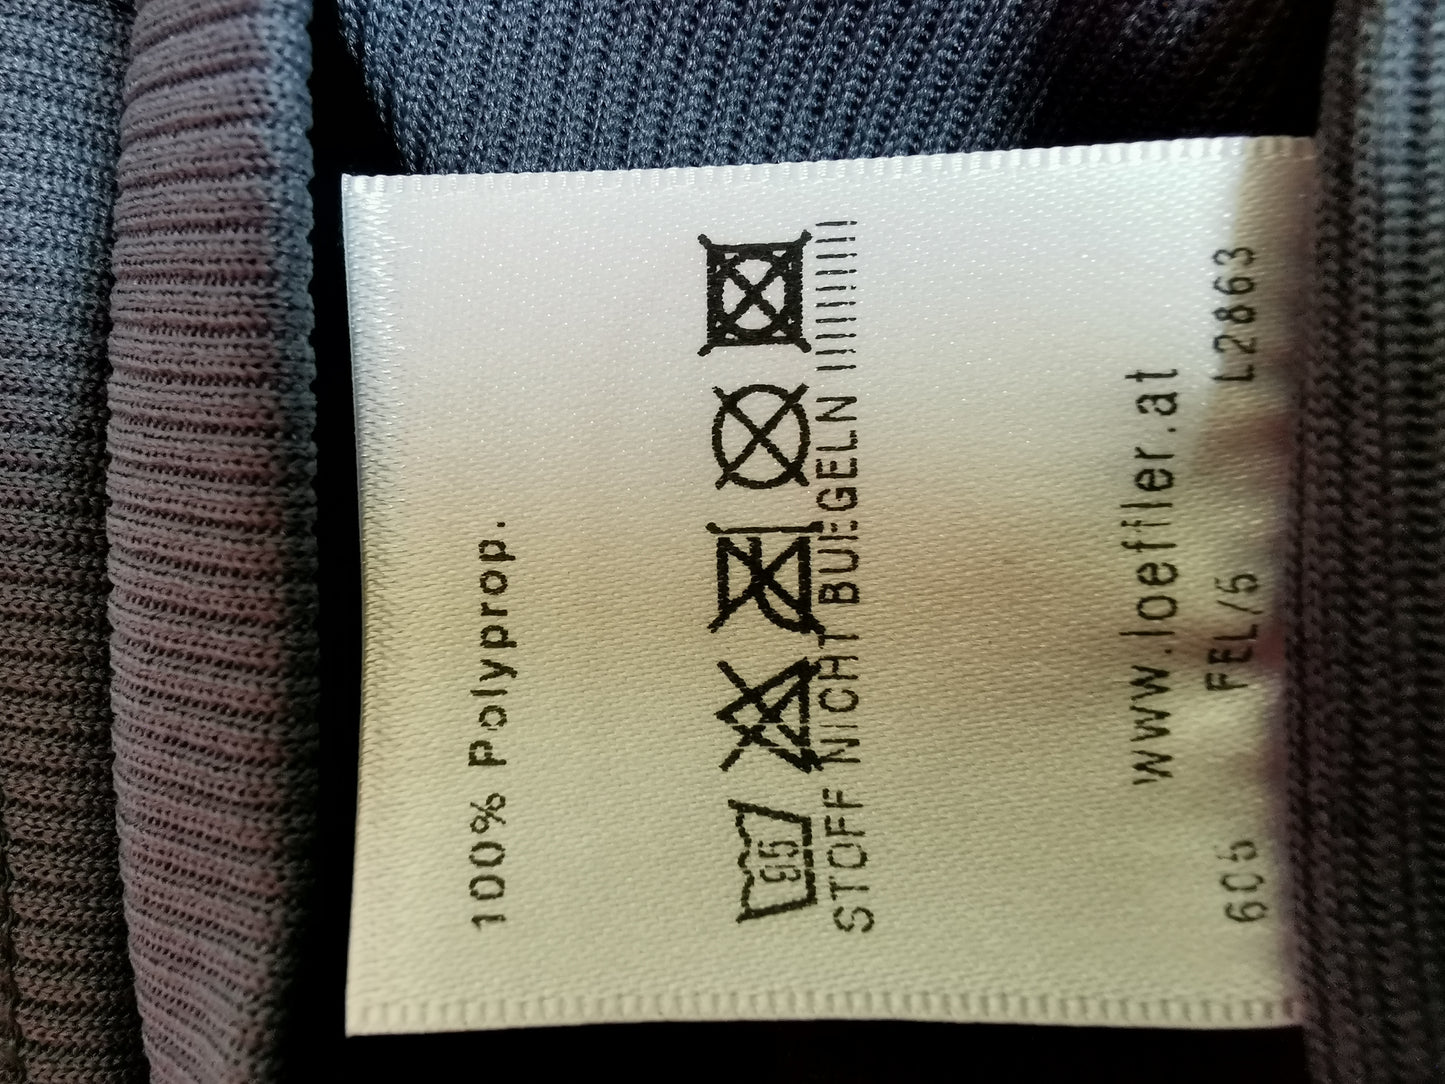 100% Polyprop.
95
STOFF NICHT BUEGELN !!!!!!!!!!
www.loeffler.at
605 FEL/5 L2863